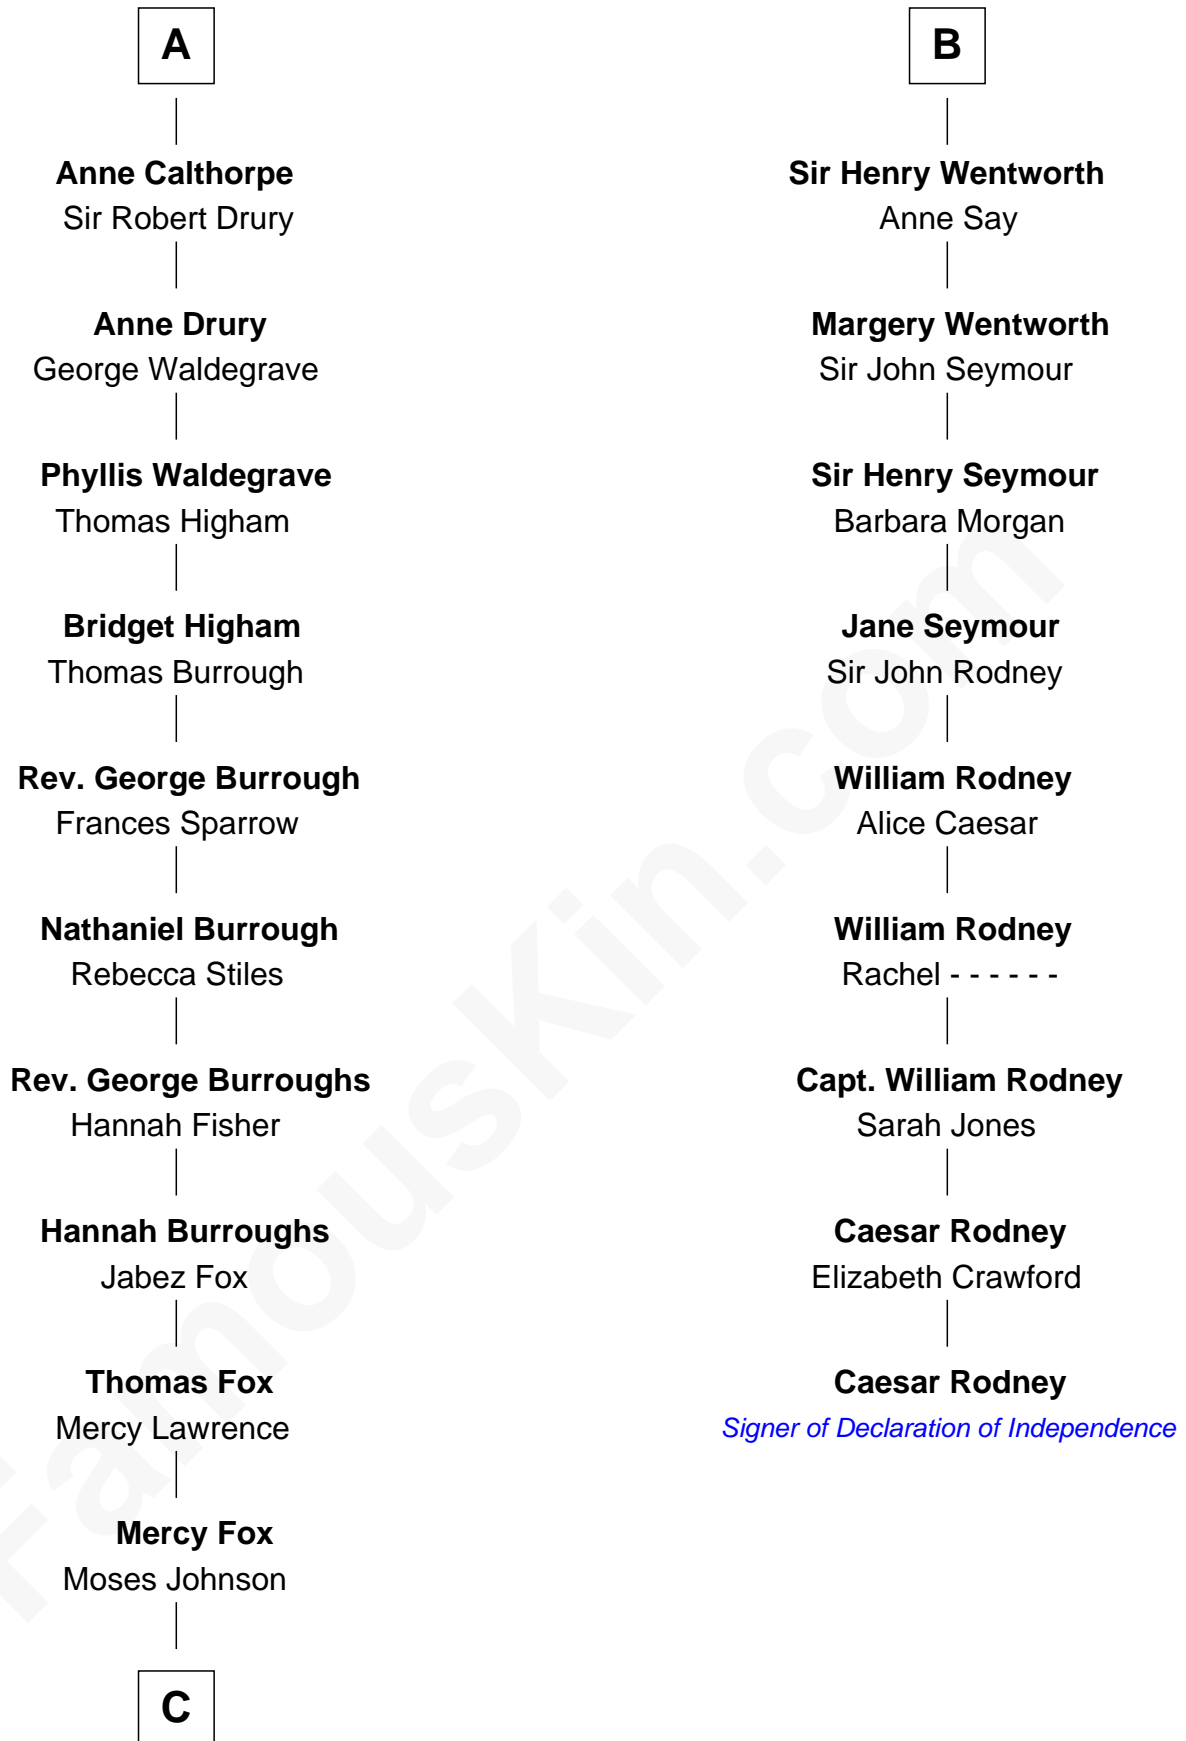 A
Anne Calthorpe
Sir Robert Drury
Anne Drury
George Waldegrave
Phyllis Waldegrave
Thomas Higham
Bridget Higham
Thomas Burrough
Rev. George Burrough
Frances Sparrow
Nathaniel Burrough
Rebecca Stiles
Rev. George Burroughs
Hannah Fisher
Hannah Burroughs
Jabez Fox
Thomas Fox
Mercy Lawrence
Mercy Fox
Moses Johnson
C
B
Sir Henry Wentworth
Anne Say
Margery Wentworth
Sir John Seymour
Sir Henry Seymour
Barbara Morgan
Jane Seymour
Sir John Rodney
William Rodney
Alice Caesar
William Rodney
Rachel - - - - - -
Capt. William Rodney
Sarah Jones
Caesar Rodney
Elizabeth Crawford
Caesar Rodney
Signer of Declaration of Independence
FamousKin.com